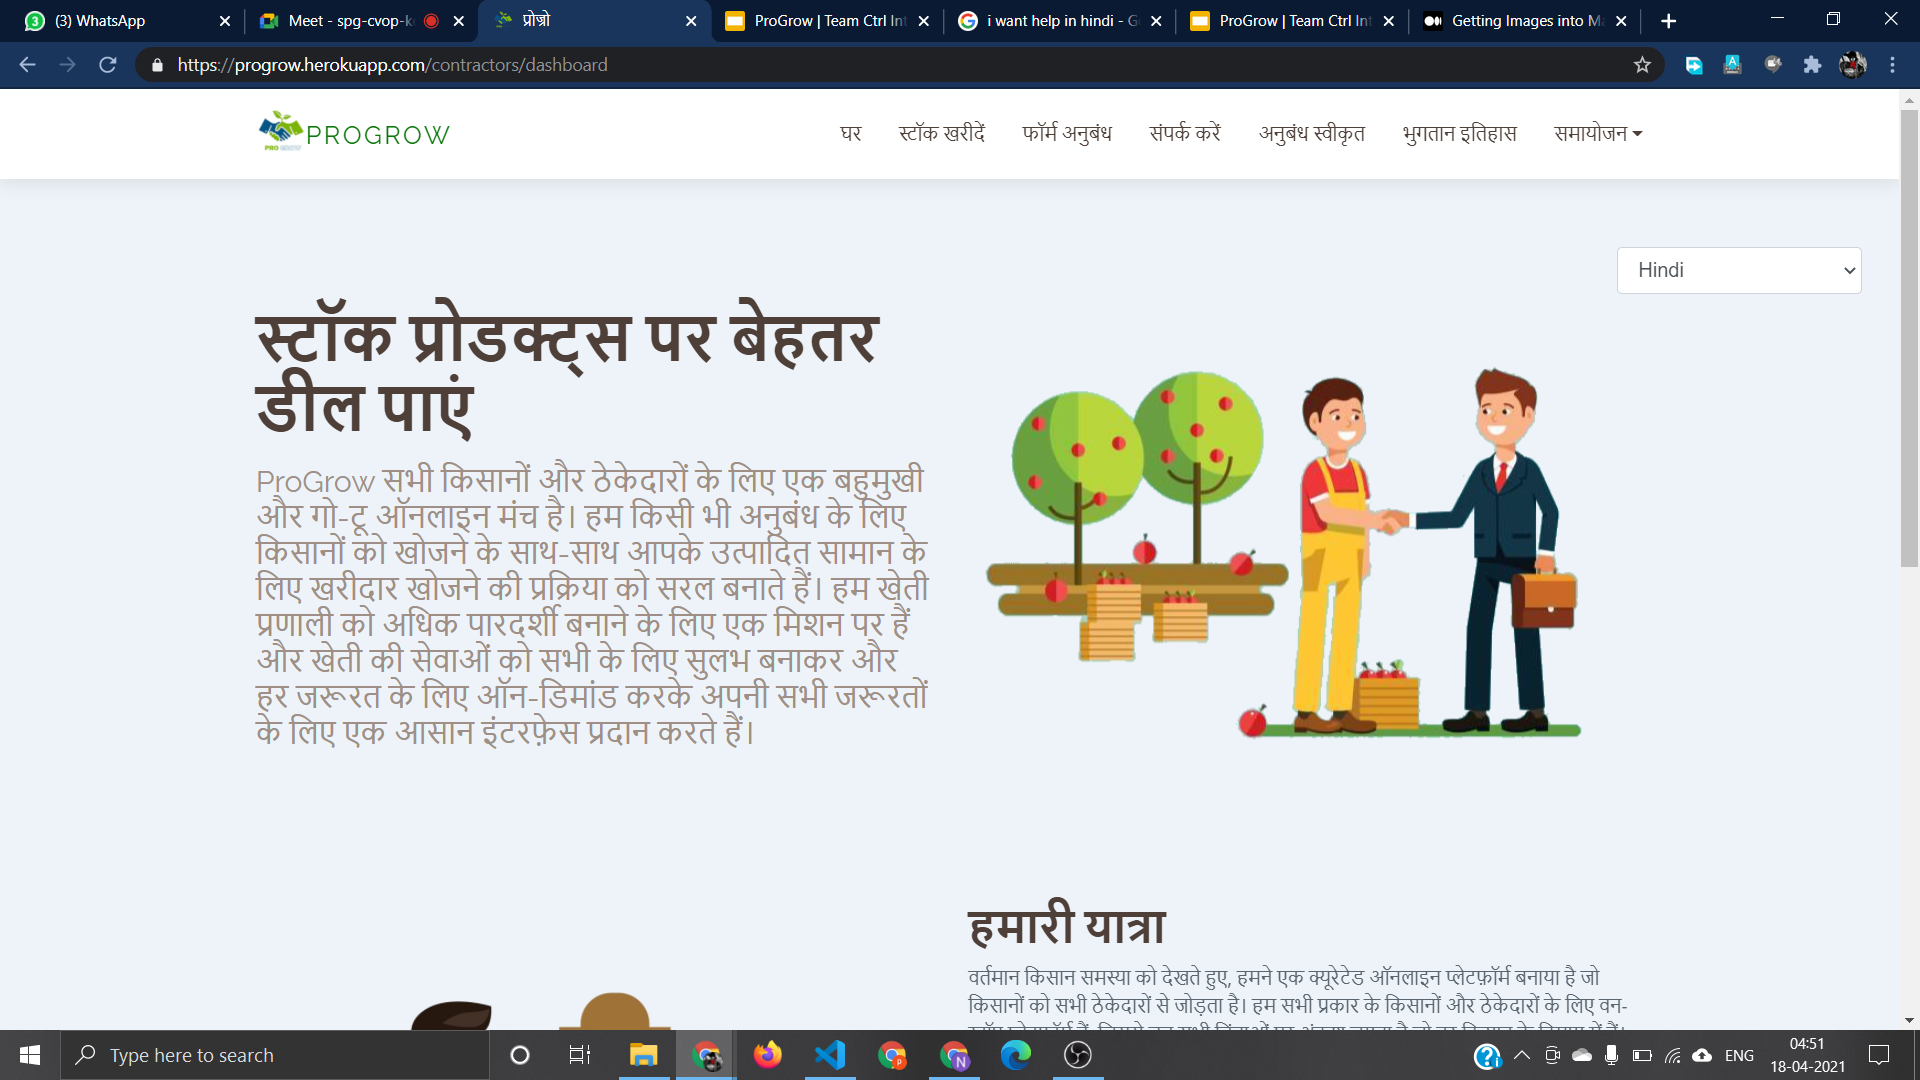 (3) WhatsApp
Meet - spg-cvop-k
प्रोग्रो
ProGrow | Team Ctrl Int
i want help in hindi - G
ProGrow | Team Ctrl Int
Getting Images into Ma
https://progrow.herokuapp.com/contractors/dashboard
PRO GROW
PROGROW
घर
स्टॉक खरीदें
फॉर्म अनुबंध
संपर्क करें
अनुबंध स्वीकृत
भुगतान इतिहास
समायोजन
Hindi
स्टॉक प्रोडक्ट्स पर बेहतर
डील पाएं
ProGrow सभी किसानों और ठेकेदारों के लिए एक बहुमुखी
और गो-टू ऑनलाइन मंच है। हम किसी भी अनुबंध के लिए
किसानों को खोजने के साथ-साथ आपके उत्पादित सामान के
लिए खरीदार खोजने की प्रक्रिया को सरल बनाते हैं। हम खेती
प्रणाली को अधिक पारदर्शी बनाने के लिए एक मिशन पर हैं
और खेती की सेवाओं को सभी के लिए सुलभ बनाकर और
हर जरूरत के लिए ऑन-डिमांड करके अपनी सभी जरूरतों
के लिए एक आसान इंटरफ़ेस प्रदान करते हैं।
हमारी यात्रा
वर्तमान किसान समस्या को देखते हुए, हमने एक क्यूरेटेड ऑनलाइन प्लेटफ़ॉर्म बनाया है जो
किसानों को सभी ठेकेदारों से जोड़ता है। हम सभी प्रकार के किसानों और ठेकेदारों के लिए वन-
Type here to search
ENG
04:51
18-04-2021